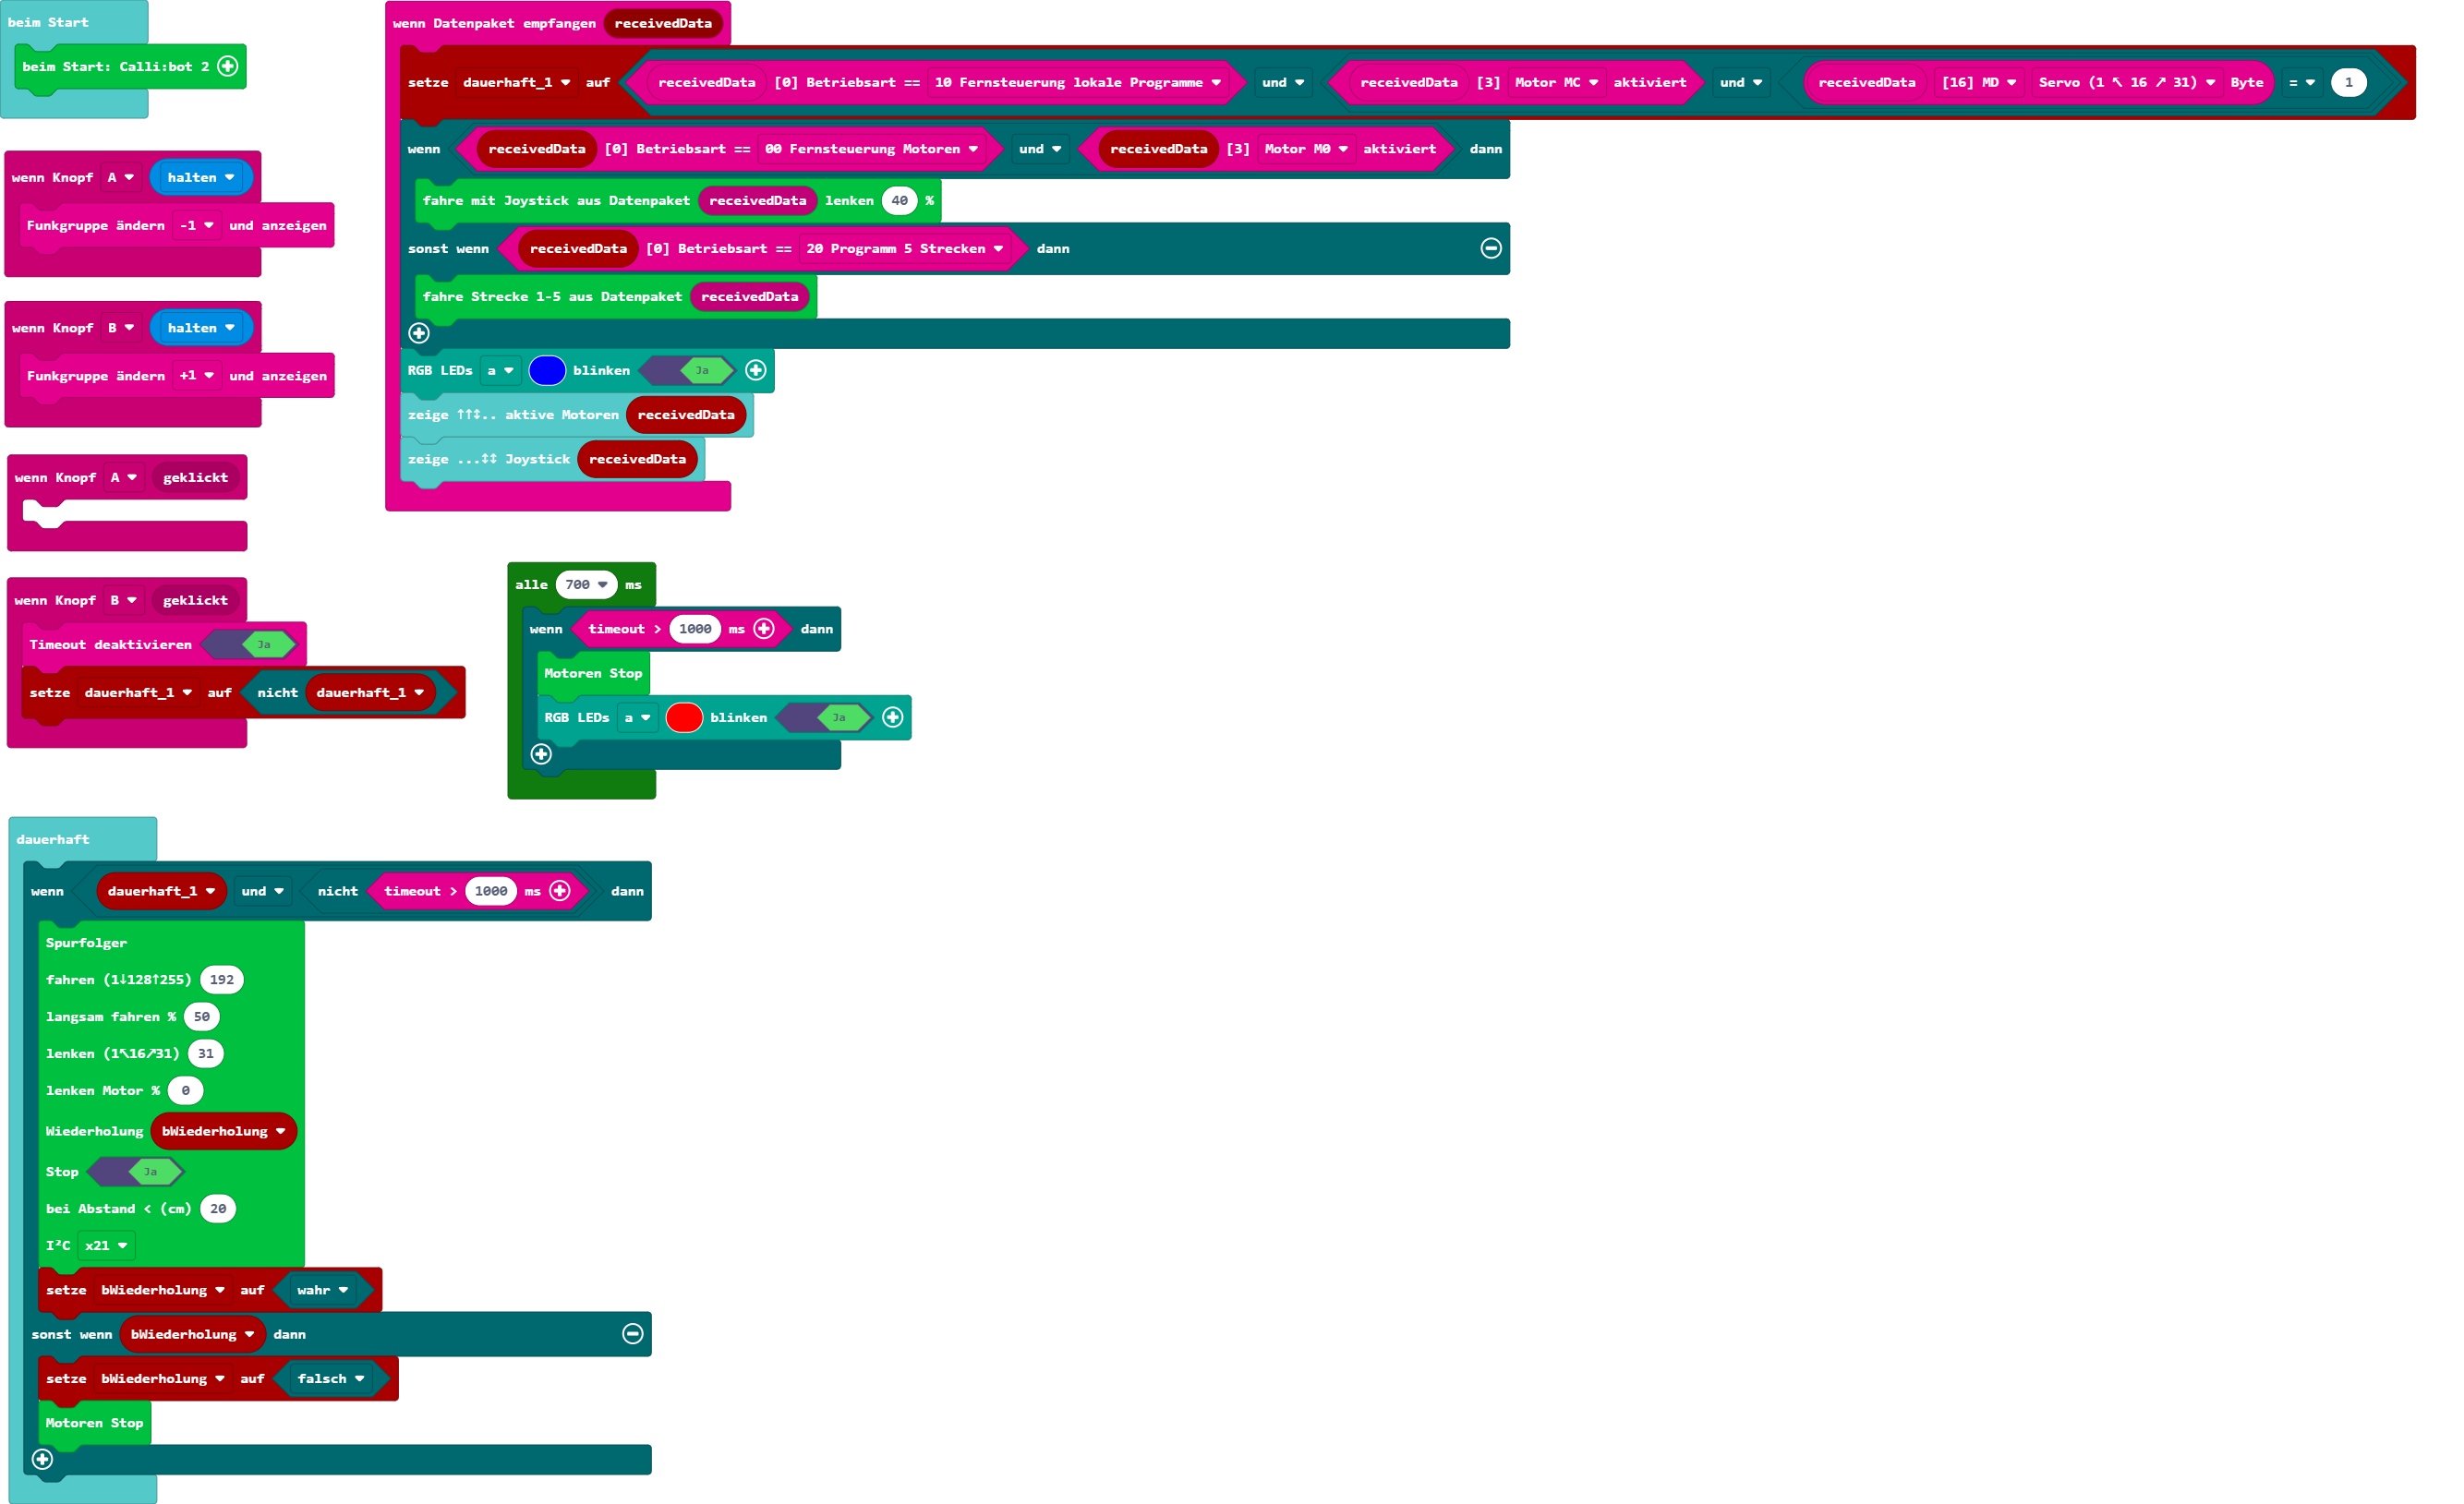 beim Start
beim Start: Calli:bot 2
wenn Knopf A halten
Funkgruppe ändern -1 und anzeigen
wenn Knopf B halten
Funkgruppe ändern +1 und anzeigen
wenn Knopf A geklickt
wenn Knopf B geklickt
Timeout deaktivieren Ja
setze dauerhaft_1 auf nicht dauerhaft_1
wenn Datenpaket empfangen receivedData
setze dauerhaft_1 auf receivedData [0] Betriebsart == 10 Fernsteuerung lokale Programme und receivedData [3] Motor MC aktiviert und receivedData [16] MD Servo (1 ↖ 16 ↗ 31) Byte = 1
wenn receivedData [0] Betriebsart == 00 Fernsteuerung Motoren und receivedData [3] Motor M0 aktiviert dann
fahre mit Joystick aus Datenpaket receivedData lenken 40 %
sonst wenn receivedData [0] Betriebsart == 20 Programm 5 Strecken dann
fahre Strecke 1-5 aus Datenpaket receivedData
RGB LEDs a blinken Ja
zeige ↑↑↕.. aktive Motoren receivedData
zeige ...↕↕ Joystick receivedData
alle 700 ms
wenn timeout > 1000 ms dann
Motoren Stop
RGB LEDs a blinken Ja
dauerhaft
wenn dauerhaft_1 und nicht timeout > 1000 ms dann
Spurfolger
fahren (1↓128↑255) 192
langsam fahren % 50
lenken (1↖16↗31) 31
lenken Motor % 0
Wiederholung bWiederholung
Stop Ja
bei Abstand < (cm) 20
I²C x21
setze bWiederholung auf wahr
sonst wenn bWiederholung dann
setze bWiederholung auf falsch
Motoren Stop